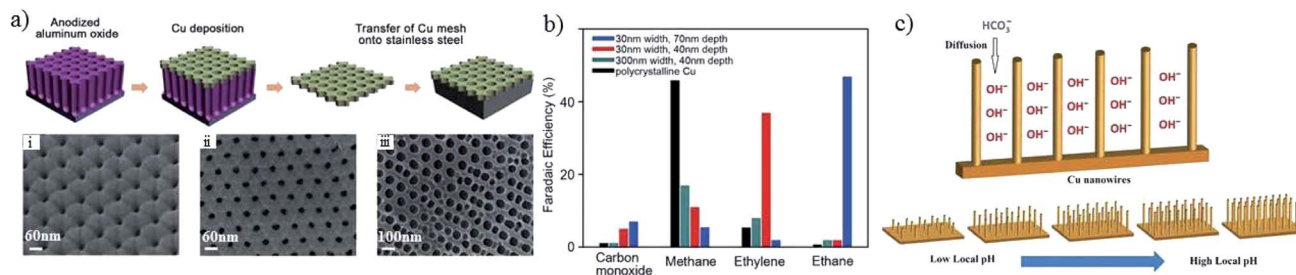 a)
Anodized
aluminum oxide
Cu deposition
Transfer of Cu mesh
onto stainless steel
i
60nm
ii
60nm
iii
100nm
b)
Faradaic Efficiency (%)
40
20
0
30nm width, 70nm depth
30nm width, 40nm depth
300nm width, 40nm depth
polycrystalline Cu
Carbon
monoxide
Methane
Ethylene
Ethane
c)
HCO₃⁻
Diffusion
OH⁻ OH⁻ OH⁻ OH⁻ OH⁻
OH⁻ OH⁻ OH⁻ OH⁻ OH⁻
OH⁻ OH⁻ OH⁻ OH⁻ OH⁻
Cu nanowires
Low Local pH
High Local pH